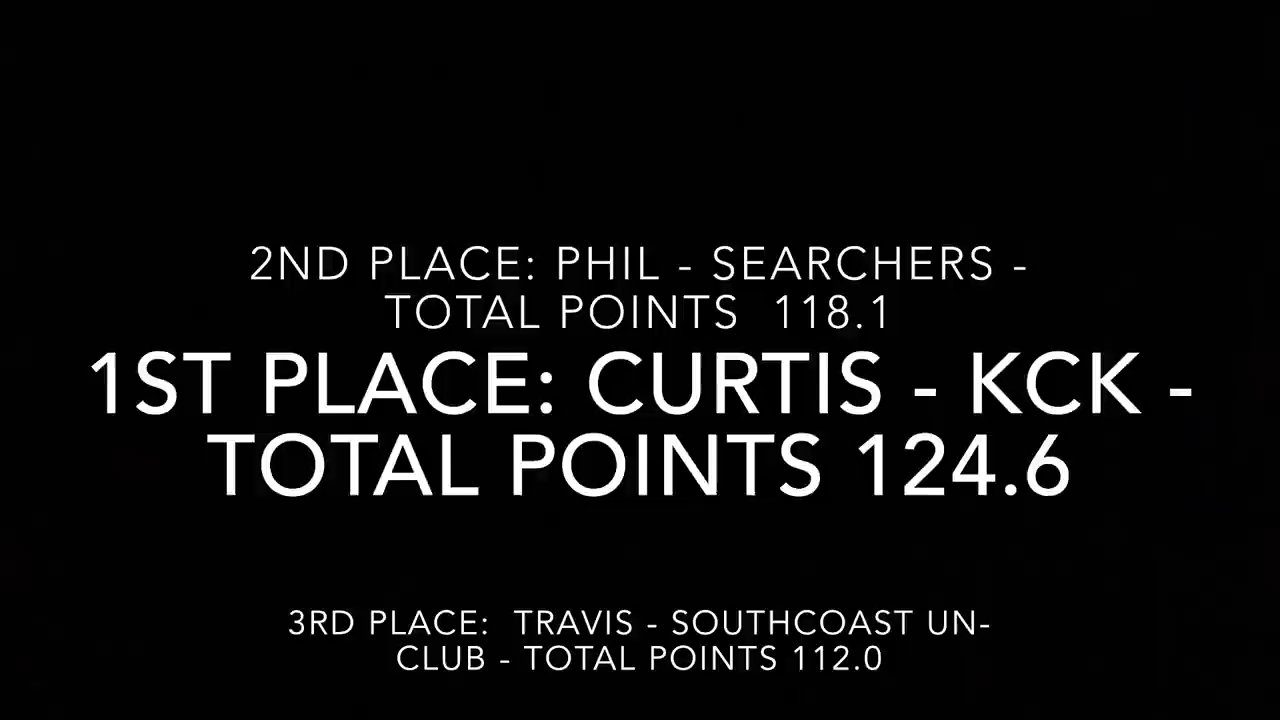 2ND PLACE: PHIL - SEARCHERS -
TOTAL POINTS 118.1
1ST PLACE: CURTIS - KCK -
TOTAL POINTS 124.6
3RD PLACE: TRAVIS - SOUTHCOAST UN-
CLUB - TOTAL POINTS 112.0